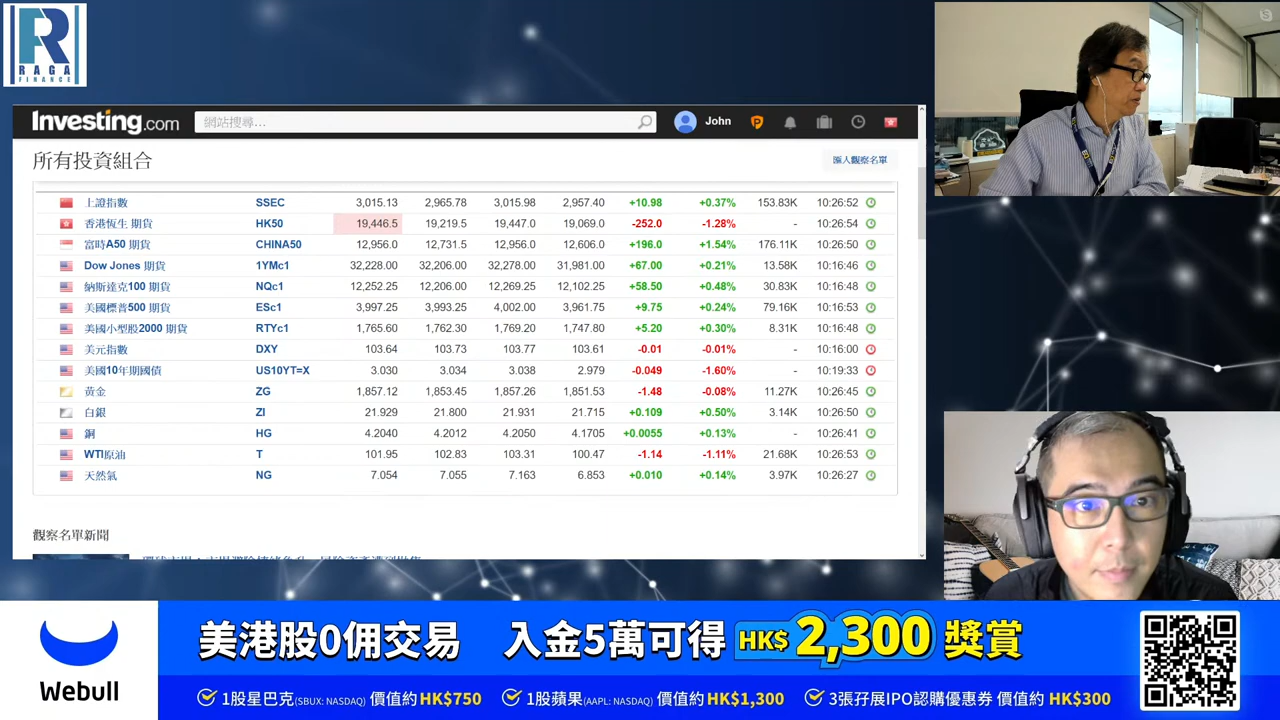 RAGA
FINANCE
Investing.com
網站搜尋...
John
所有投資組合
匯入觀察名單
上證指數 SSEC 3,015.13 2,965.78 3,015.98 2,957.40 +10.98 +0.37% 153.83K 10:26:52
香港恆生 期貨 HK50 19,446.5 19,219.5 19,447.0 19,069.0 -252.0 -1.28% - 10:26:54
富時A50 期貨 CHINA50 12,956.0 12,731.5 12,956.0 12,606.0 +196.0 +1.54% 176.11K 10:26:50
Dow Jones 期貨 1YMc1 32,228.00 32,206.00 32,278.00 31,981.00 +67.00 +0.21% 13.58K 10:16:46
納斯達克100 期貨 NQc1 12,252.25 12,206.00 12,269.25 12,102.25 +58.50 +0.48% 30.83K 10:16:48
美國標普500 期貨 ESc1 3,997.25 3,993.25 4,002.00 3,961.75 +9.75 +0.24% 79.16K 10:16:53
美國小型股2000 期貨 RTYc1 1,765.60 1,762.30 1,769.20 1,747.80 +5.20 +0.30% 8.31K 10:16:48
美元指數 DXY 103.64 103.73 103.77 103.61 -0.01 -0.01% - 10:16:00
美國10年期國債 US10YT=X 3.030 3.034 3.038 2.979 -0.049 -1.60% - 10:19:33
黃金 ZG 1,857.12 1,853.45 1,857.26 1,851.53 -1.48 -0.08% 11.27K 10:26:45
白銀 ZI 21.929 21.800 21.931 21.715 +0.109 +0.50% 3.14K 10:26:50
銅 HG 4.2040 4.2012 4.2050 4.1705 +0.0055 +0.13% - 10:26:41
WTI原油 T 101.95 102.83 103.31 100.47 -1.14 -1.11% 21.68K 10:26:53
天然氣 NG 7.054 7.055 7.163 6.853 +0.010 +0.14% 3.97K 10:26:27
觀察名單新聞
Webull
美港股0佣交易 入金5萬可得 HK$ 2,300 獎賞
1股星巴克(SBUX: NASDAQ) 價值約HK$750 1股蘋果(AAPL: NASDAQ) 價值約HK$1,300 3張孖展IPO認購優惠券 價值約 HK$300